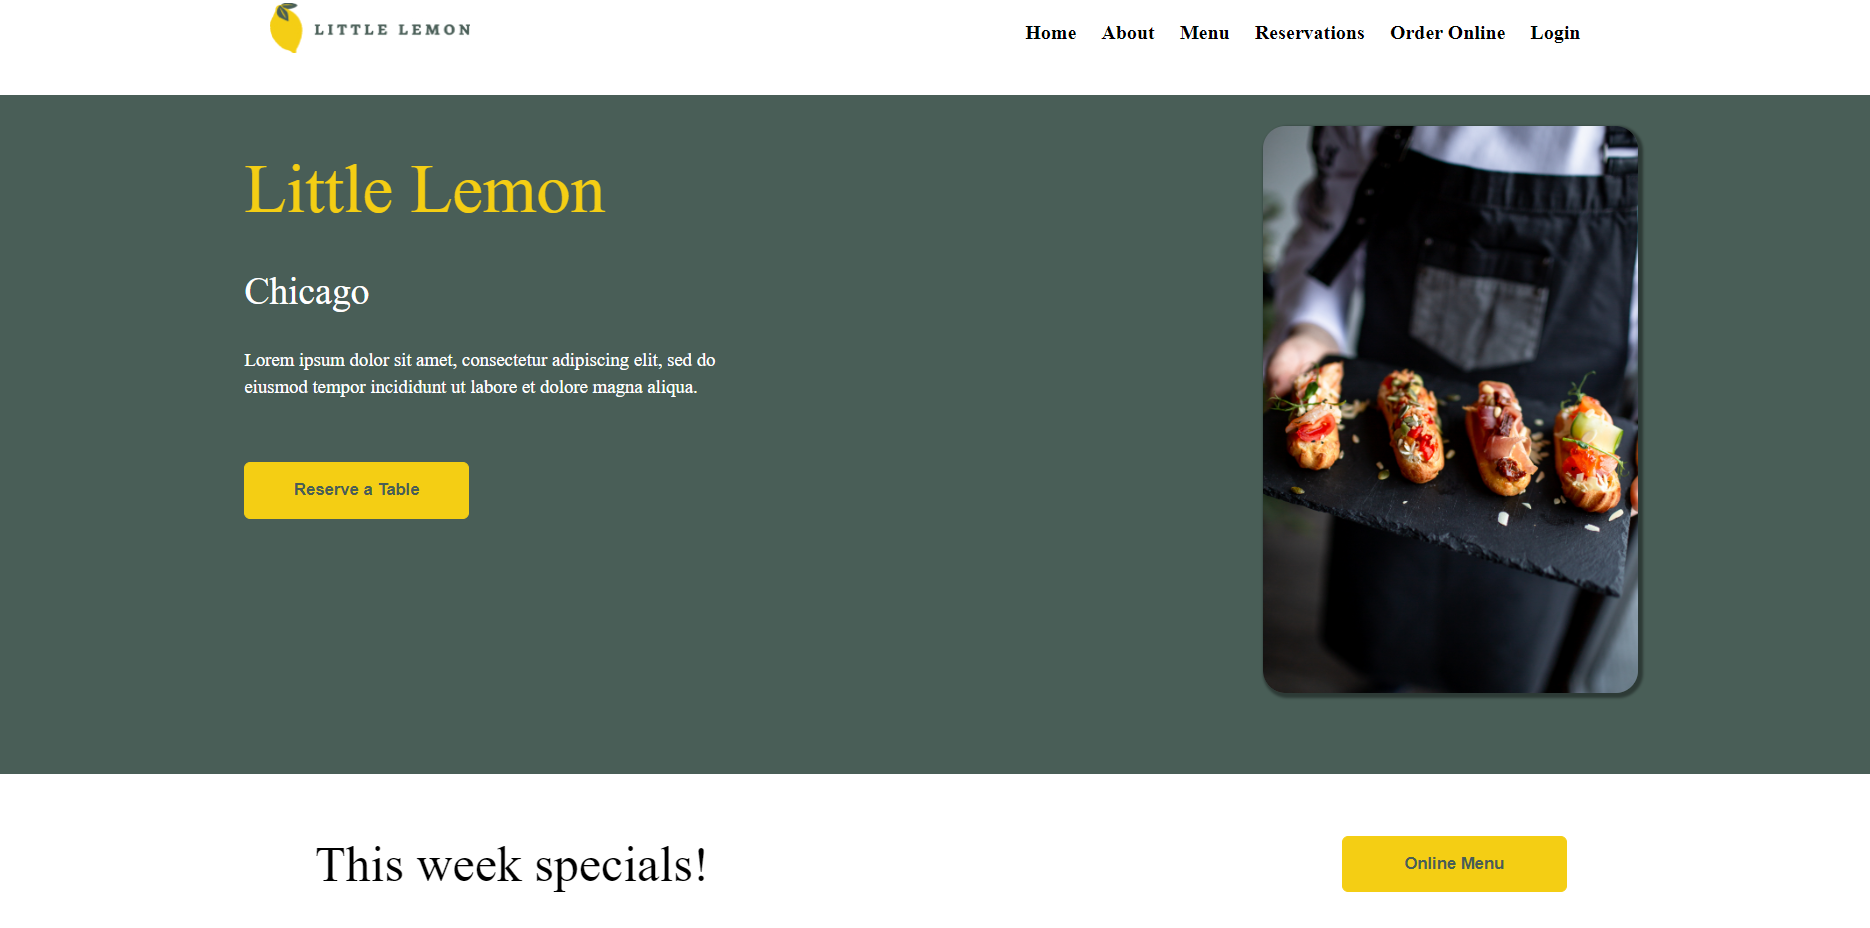 LITTLE LEMON
Home About Menu Reservations Order Online Login
Little Lemon
Chicago
Lorem ipsum dolor sit amet, consectetur adipiscing elit, sed do
eiusmod tempor incididunt ut labore et dolore magna aliqua.
Reserve a Table
This week specials!
Online Menu